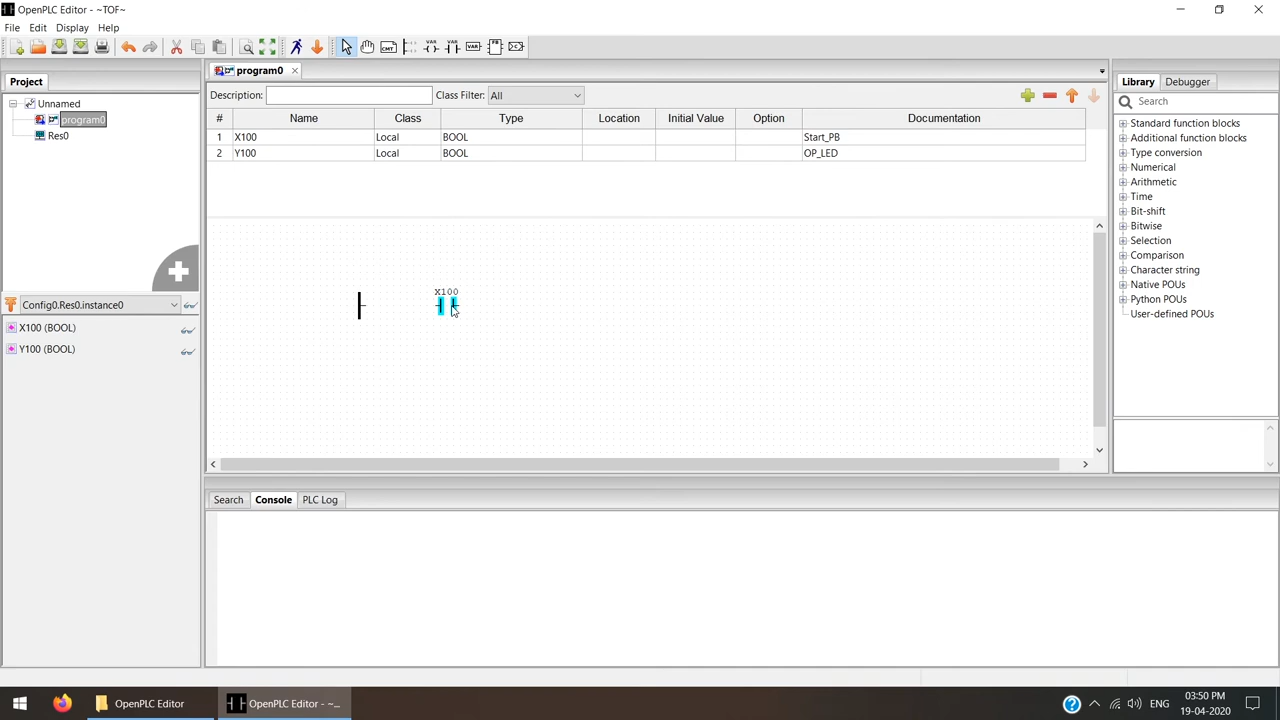 OpenPLC Editor - ~TOF~
File Edit Display Help
Project
Unnamed
program0
Res0
Config0.Res0.instance0
X100 (BOOL)
Y100 (BOOL)
program0
Description: Class Filter: All
# Name Class Type Location Initial Value Option Documentation
1 X100 Local BOOL Start_PB
2 Y100 Local BOOL OP_LED
X100
Search Console PLC Log
Library Debugger
Search
Standard function blocks
Additional function blocks
Type conversion
Numerical
Arithmetic
Time
Bit-shift
Bitwise
Selection
Comparison
Character string
Native POUs
Python POUs
User-defined POUs
OpenPLC Editor
OpenPLC Editor - ~_
ENG
03:50 PM
19-04-2020